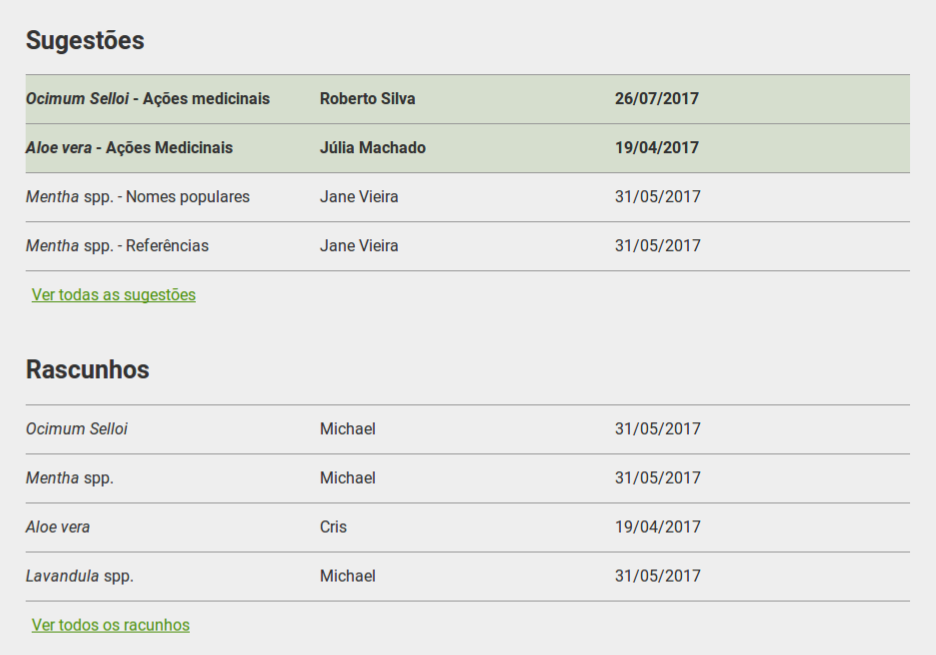 Sugestões
Ocimum Selloi - Ações medicinais Roberto Silva 26/07/2017
Aloe vera - Ações Medicinais Júlia Machado 19/04/2017
Mentha spp. - Nomes populares Jane Vieira 31/05/2017
Mentha spp. - Referências Jane Vieira 31/05/2017
Ver todas as sugestões
Rascunhos
Ocimum Selloi Michael 31/05/2017
Mentha spp. Michael 31/05/2017
Aloe vera Cris 19/04/2017
Lavandula spp. Michael 31/05/2017
Ver todos os racunhos